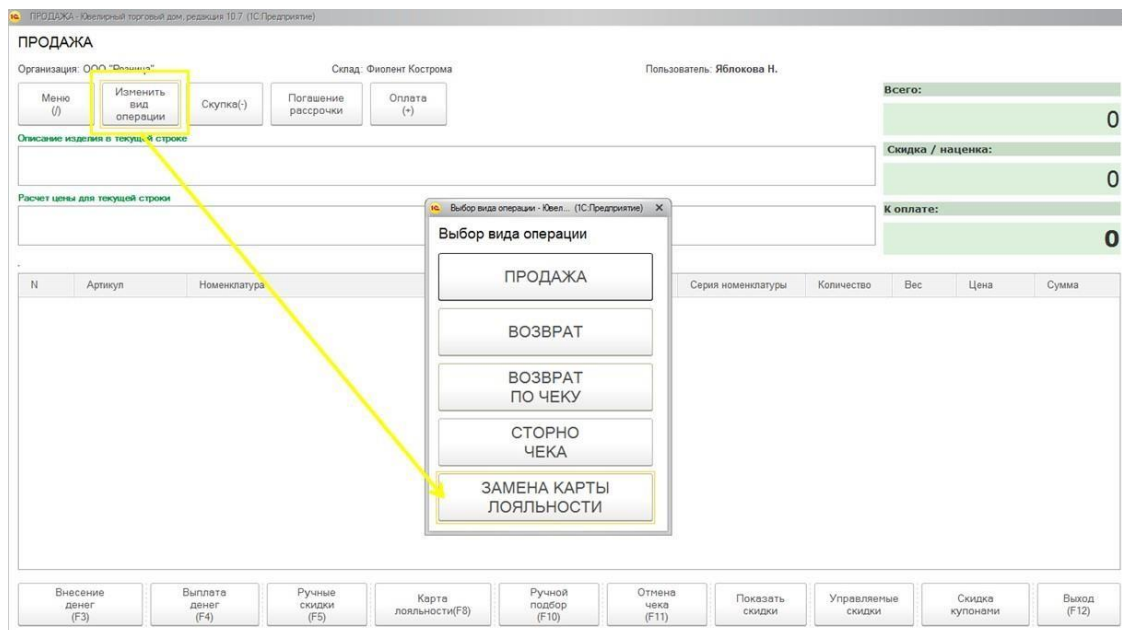 ПРОДАЖА - Ювелирный торговый дом, редакция 10.7 (1С:Предприятие)
ПРОДАЖА
Организация: ООО "Розница" Склад: Фиолент Кострома Пользователь: Яблокова Н.
Меню
(/)
Изменить
вид
операции
Скупка(-)
Погашение
рассрочки
Оплата
(+)
Всего:
0
Описание изделия в текущей строке
Скидка / наценка:
0
Расчет цены для текущей строки
К оплате:
0
Выбор вида операции - Ювел... (1С:Предприятие)
Выбор вида операции
ПРОДАЖА
ВОЗВРАТ
ВОЗВРАТ
ПО ЧЕКУ
СТОРНО
ЧЕКА
ЗАМЕНА КАРТЫ
ЛОЯЛЬНОСТИ
N Артикул Номенклатура Серия номенклатуры Количество Вес Цена Сумма
Внесение
денег
(F3)
Выплата
денег
(F4)
Ручные
скидки
(F5)
Карта
лояльности(F8)
Ручной
подбор
(F10)
Отмена
чека
(F11)
Показать
скидки
Управляемые
скидки
Скидка
купонами
Выход
(F12)